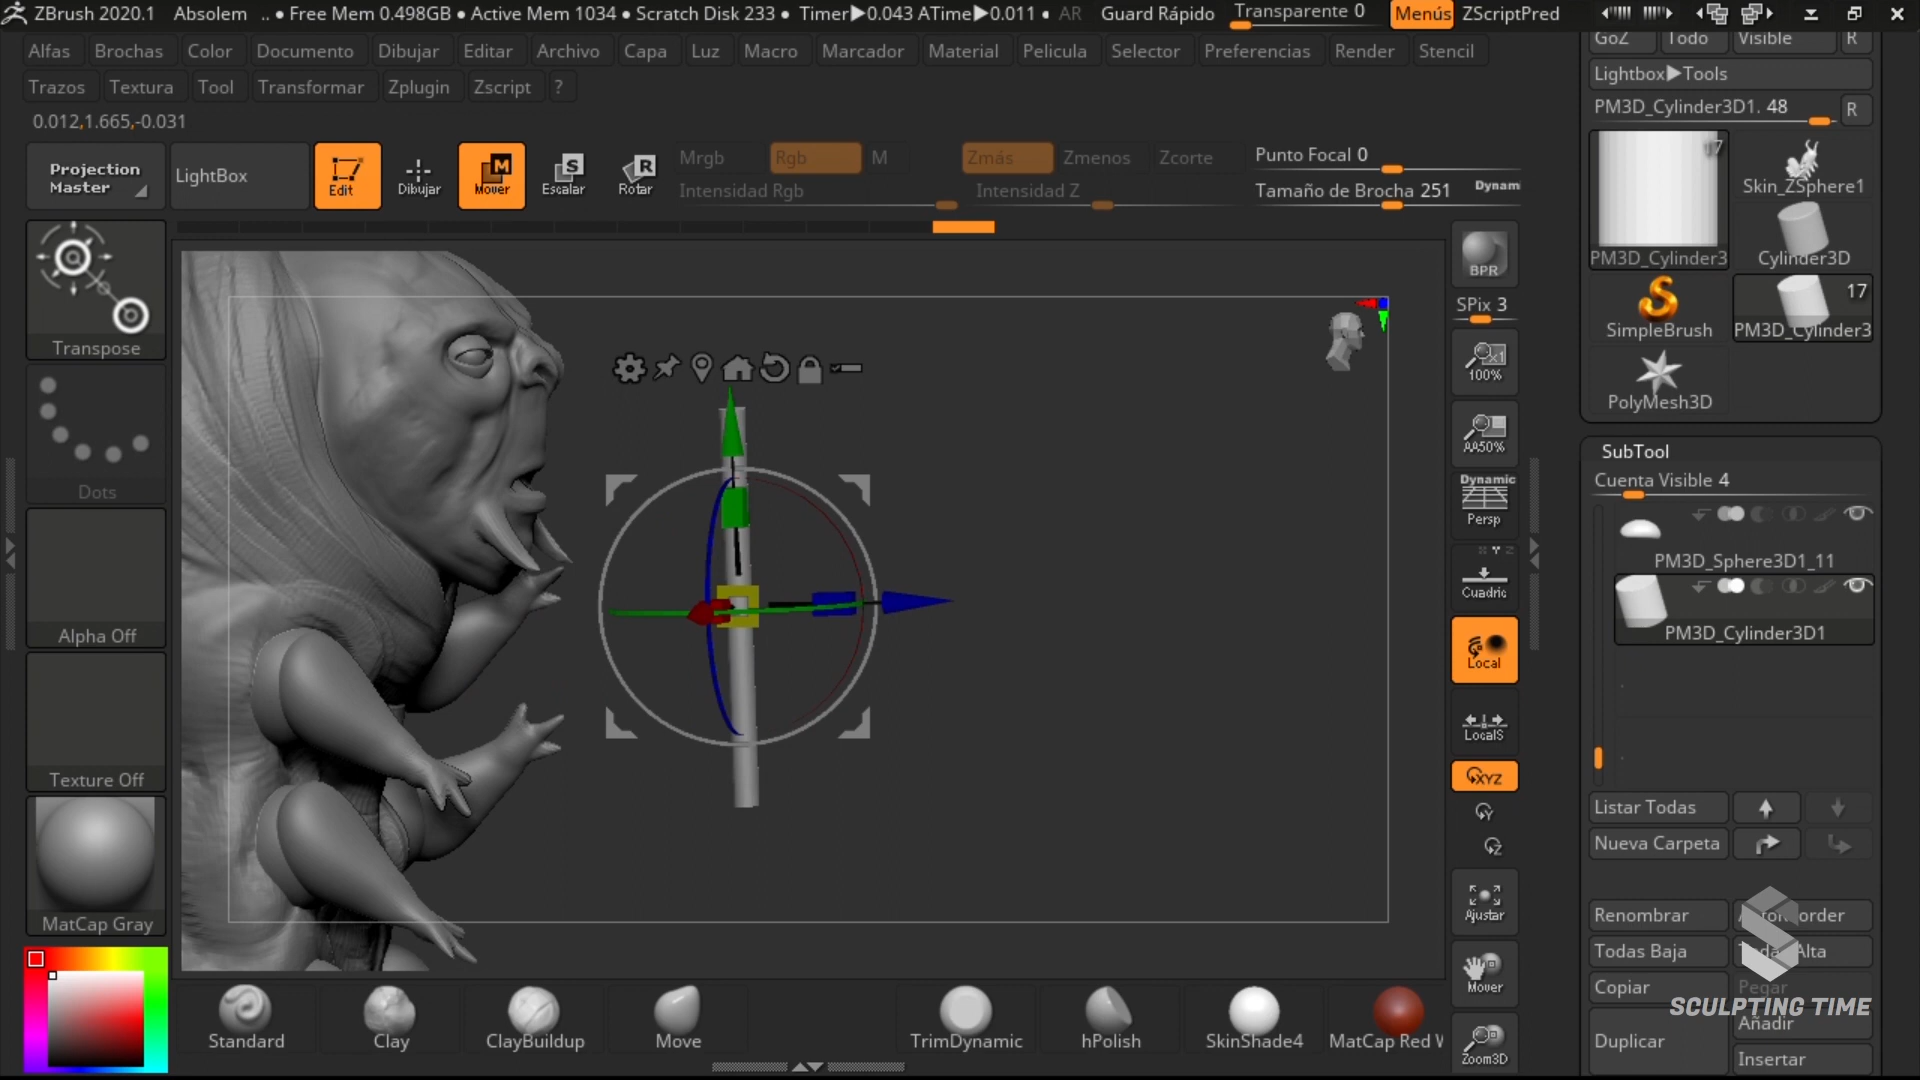 ZBrush 2020.1 Absolem .. • Free Mem 0.498GB • Active Mem 1034 • Scratch Disk 233 • Timer▶0.043 ATime▶0.011 • AR Guard Rápido Transparente 0 Menús ZScriptPred
Alfas Brochas Color Documento Dibujar Editar Archivo Capa Luz Macro Marcador Material Pelicula Selector Preferencias Render Stencil
Trazos Textura Tool Transformar Zplugin Zscript ?
0.012,1.665,-0.031
Projection Master
LightBox
Edit
Dibujar
M
Mover
S
Escalar
R
Rotar
Mrgb Rgb M
Intensidad Rgb
Zmás Zmenos Zcorte
Intensidad Z
Punto Focal 0
Tamaño de Brocha 251
Dynami
Transpose
Dots
Alpha Off
Texture Off
MatCap Gray
BPR
SPix 3
x1
100%
AA50%
Dynamic
Persp
Cuadric
Local
LocalS
XYZ
Y
Z
Ajustar
Mover
Zoom3D
GoZ Todo Visible R
Lightbox▶Tools
PM3D_Cylinder3D1. 48 R
17
PM3D_Cylinder3
Skin_ZSphere1
Cylinder3D
SimpleBrush
17
PM3D_Cylinder3
PolyMesh3D
SubTool
Cuenta Visible 4
PM3D_Sphere3D1_11
PM3D_Cylinder3D1
Listar Todas
Nueva Carpeta
Renombrar
Todas Baja
Copiar
Pegar
SCULPTING TIME
Añadir
Duplicar
Insertar
Standard
Clay
ClayBuildup
Move
TrimDynamic
hPolish
SkinShade4
MatCap Red W